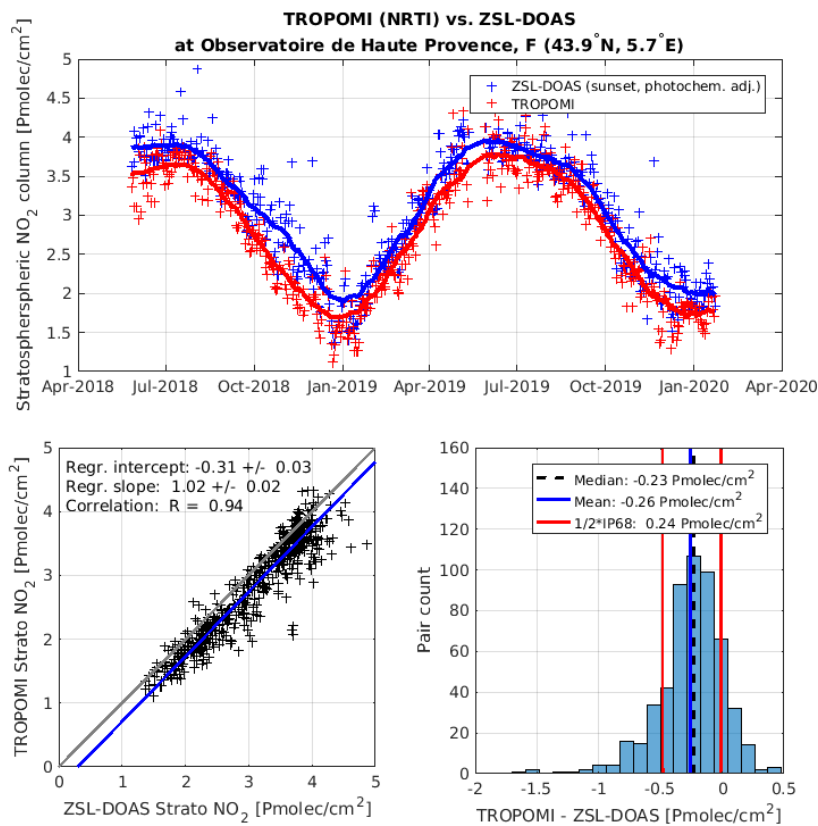 TROPOMI (NRTI) vs. ZSL-DOAS
at Observatoire de Haute Provence, F (43.9°N, 5.7°E)
Stratospherspheric NO2 column [Pmolec/cm2]
5
4.5
4
3.5
3
2.5
2
1.5
1
ZSL-DOAS (sunset, photochem. adj.)
TROPOMI
Apr-2018 Jul-2018 Oct-2018 Jan-2019 Apr-2019 Jul-2019 Oct-2019 Jan-2020 Apr-2020
TROPOMI Strato NO2 [Pmolec/cm2]
5
4
3
2
1
0
Regr. intercept: -0.31 +/- 0.03
Regr. slope: 1.02 +/- 0.02
Correlation: R = 0.94
0 1 2 3 4 5
ZSL-DOAS Strato NO2 [Pmolec/cm2]
Pair count
160
140
120
100
80
60
40
20
0
Median: -0.23 Pmolec/cm2
Mean: -0.26 Pmolec/cm2
1/2*IP68: 0.24 Pmolec/cm2
-2 -1.5 -1 -0.5 0 0.5
TROPOMI - ZSL-DOAS [Pmolec/cm2]